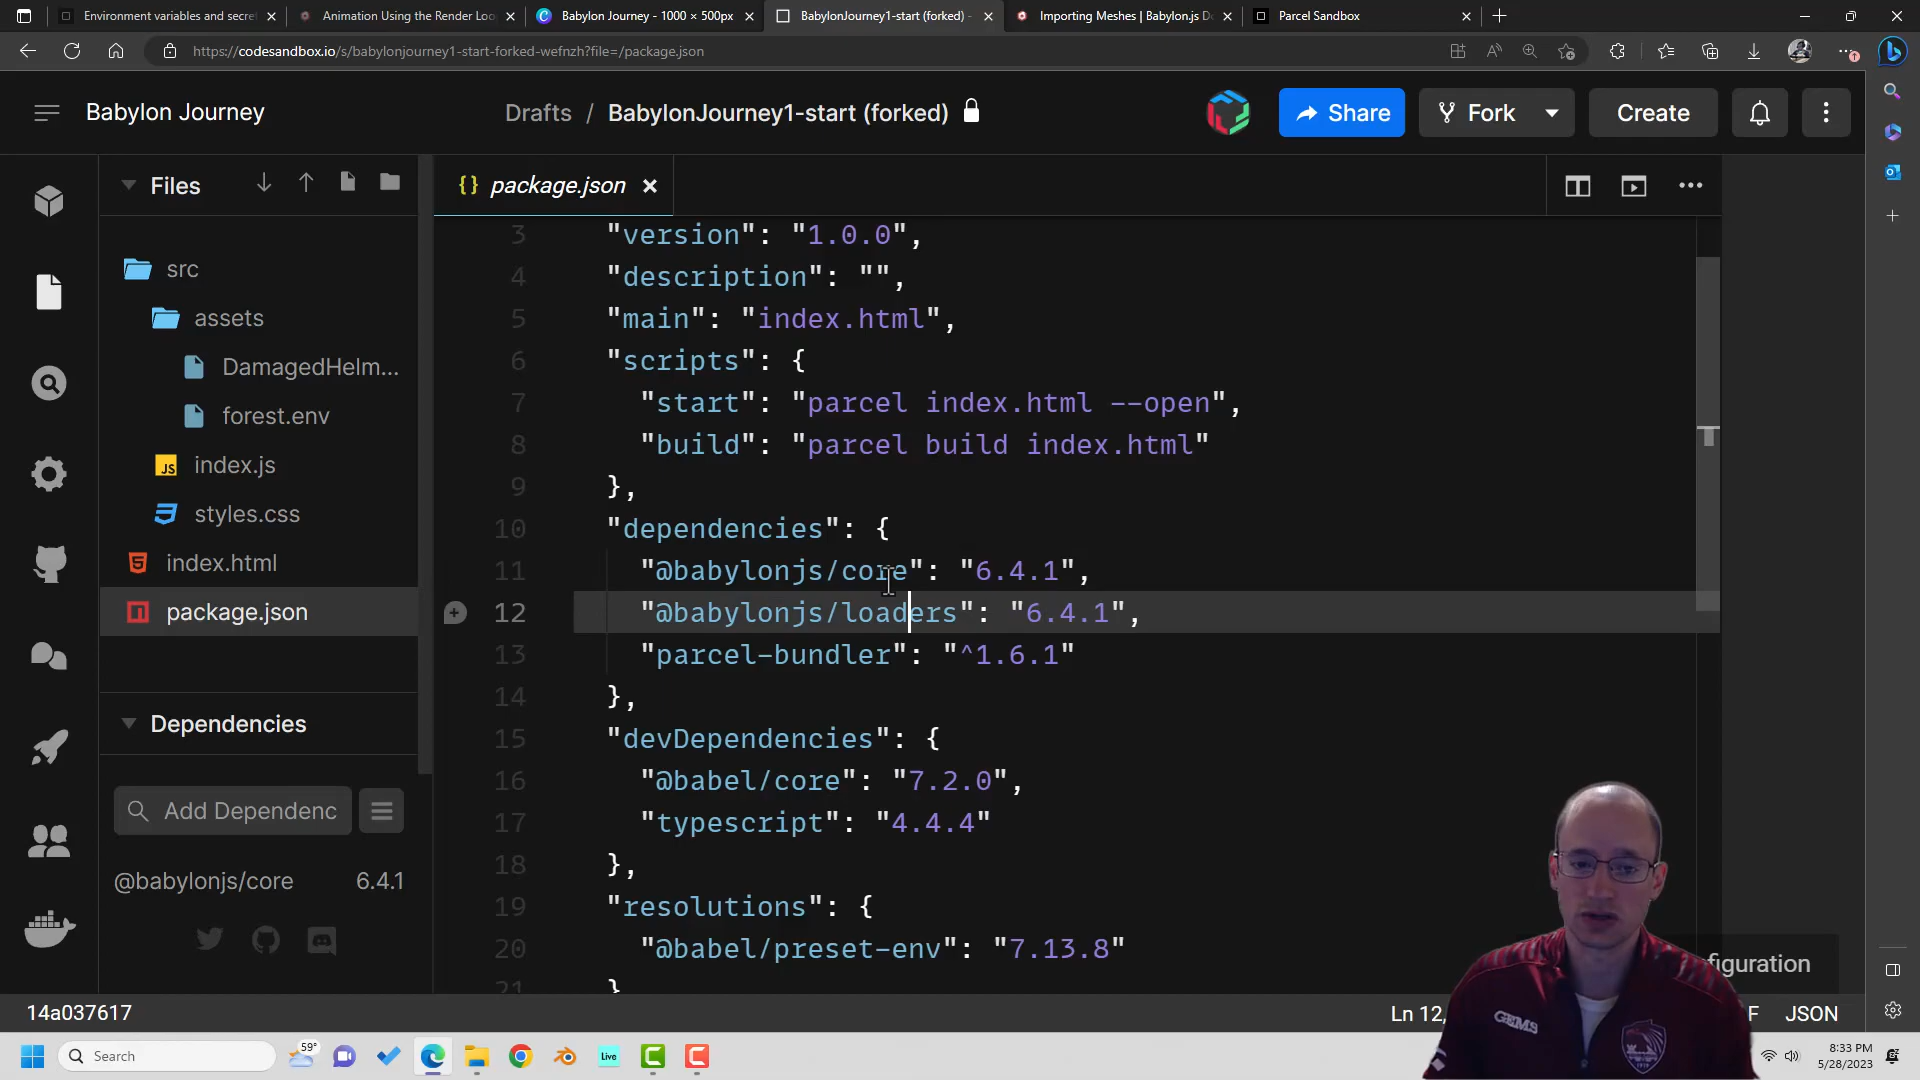 Environment variables and secre
Animation Using the Render Loo
Babylon Journey - 1000 × 500px
BabylonJourney1-start (forked) -
Importing Meshes | Babylon.js Do
Parcel Sandbox
https://codesandbox.io/s/babylonjourney1-start-forked-wefnzh?file=/package.json
Babylon Journey
Drafts / BabylonJourney1-start (forked)
Share
Fork
Create
Files
package.json
src
assets
DamagedHelm...
forest.env
index.js
styles.css
index.html
package.json
3 "version": "1.0.0",
4 "description": "",
5 "main": "index.html",
6 "scripts": {
7 "start": "parcel index.html --open",
8 "build": "parcel build index.html"
9 },
10 "dependencies": {
11 "@babylonjs/core": "6.4.1",
12 "@babylonjs/loaders": "6.4.1",
13 "parcel-bundler": "^1.6.1"
14 },
15 "devDependencies": {
16 "@babel/core": "7.2.0",
17 "typescript": "4.4.4"
18 },
19 "resolutions": {
20 "@babel/preset-env": "7.13.8"
21 }
Dependencies
Add Dependenc
@babylonjs/core 6.4.1
figuration
GEMS
14a037617
Ln 12,
F
JSON
59°
Search
Live
8:33 PM
5/28/2023